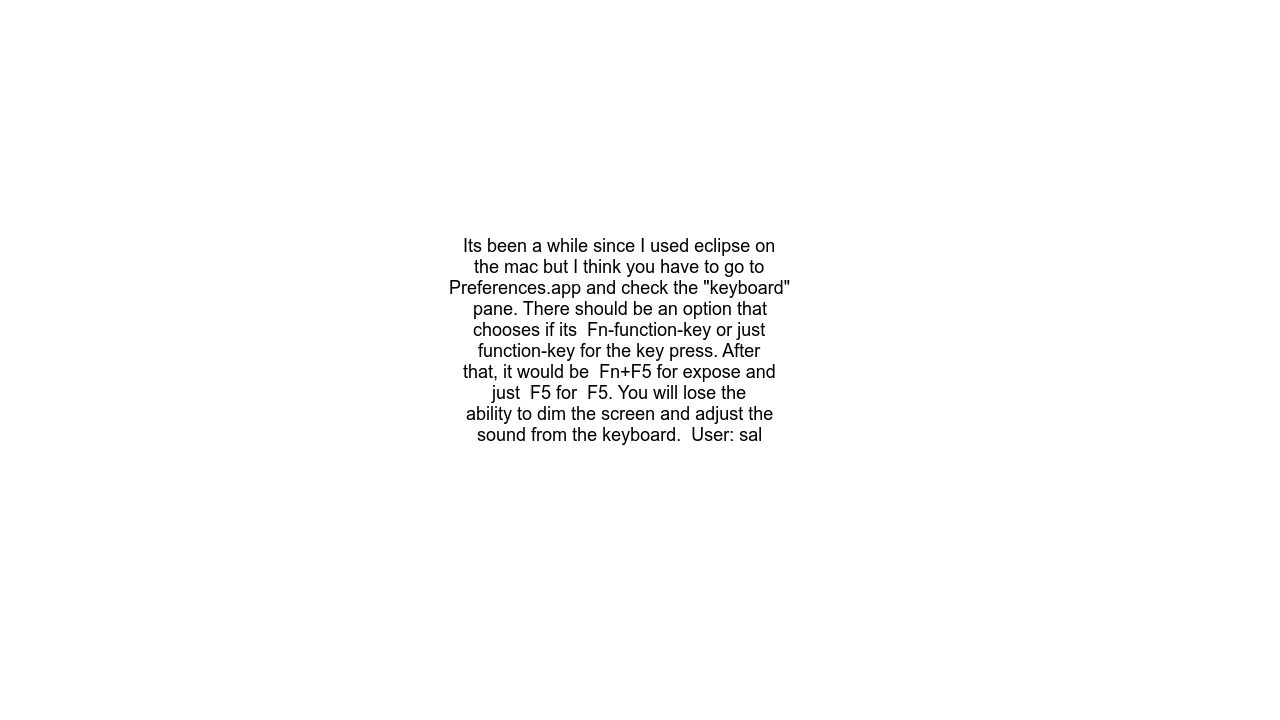 Its been a while since I used eclipse on
the mac but I think you have to go to
Preferences.app and check the "keyboard"
pane. There should be an option that
chooses if its  Fn-function-key or just
function-key for the key press. After
that, it would be  Fn+F5 for expose and
just  F5 for  F5. You will lose the
ability to dim the screen and adjust the
sound from the keyboard.  User: sal